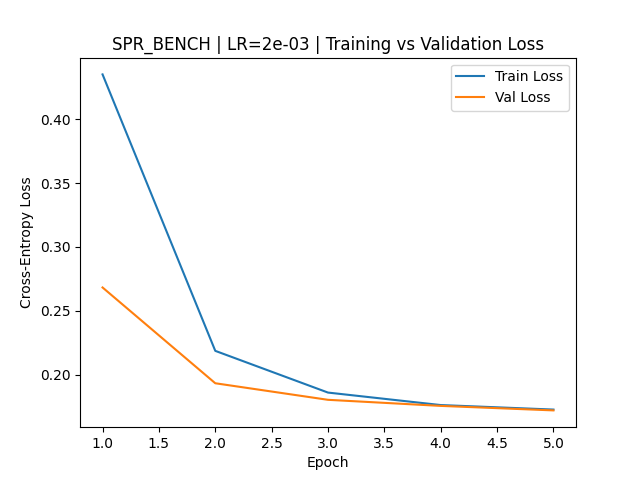 SPR_BENCH | LR=2e-03 | Training vs Validation Loss
Train Loss
Val Loss
Cross-Entropy Loss
0.40
0.35
0.30
0.25
0.20
1.0 1.5 2.0 2.5 3.0 3.5 4.0 4.5 5.0
Epoch